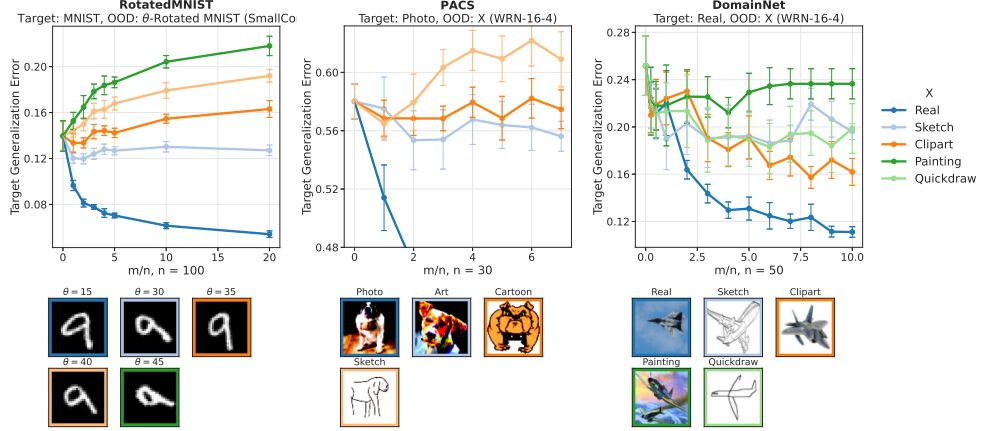 RotatedMNIST
Target: MNIST, OOD: θ-Rotated MNIST (SmallCo
Target Generalization Error
0.20
0.16
0.12
0.08
0
5
10
15
20
m/n, n = 100
PACS
Target: Photo, OOD: X (WRN-16-4)
Target Generalization Error
0.60
0.56
0.52
0.48
0
2
4
6
m/n, n = 30
DomainNet
Target: Real, OOD: X (WRN-16-4)
Target Generalization Error
0.28
0.24
0.20
0.16
0.12
0.0
2.5
5.0
7.5
10.0
m/n, n = 50
X
Real
Sketch
Clipart
Painting
Quickdraw
θ = 15
θ = 30
θ = 35
θ = 40
θ = 45
Photo
Art
Cartoon
Sketch
Real
Sketch
Clipart
Painting
Quickdraw